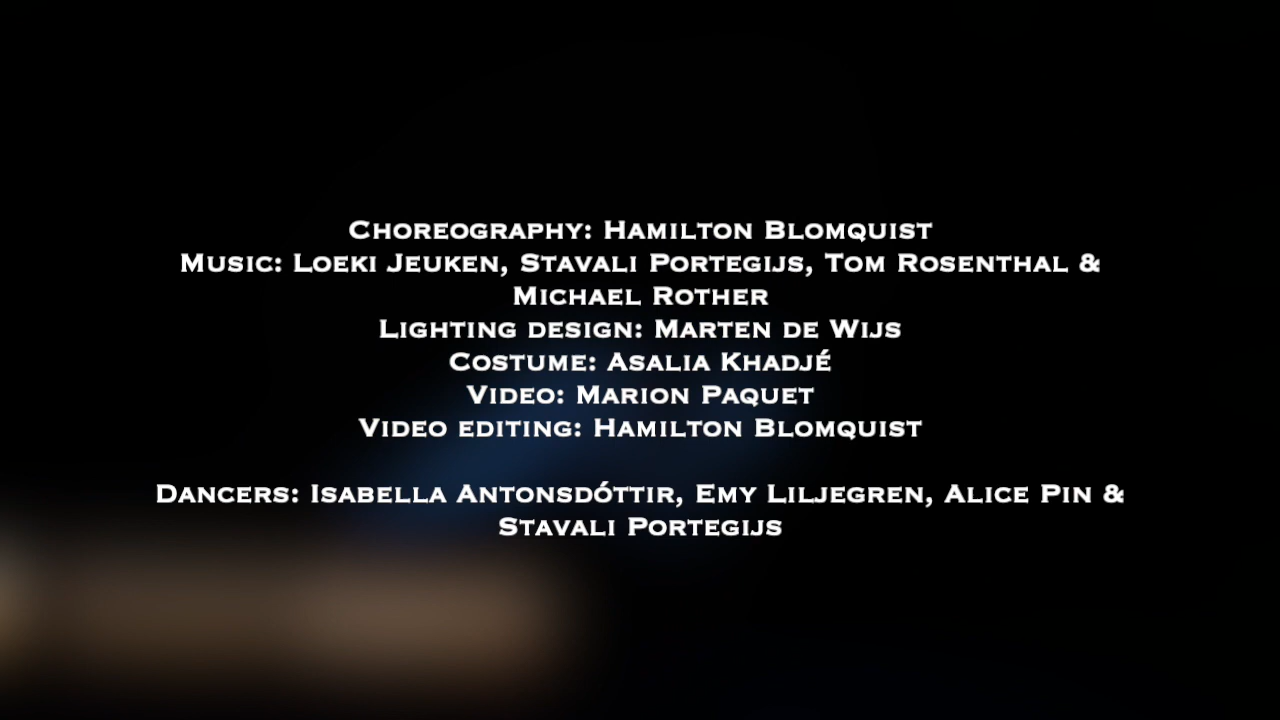 Choreography: Hamilton Blomquist
Music: Loeki Jeuken, Stavali Portegijs, Tom Rosenthal &
Michael Rother
Lighting design: Marten de Wijs
Costume: Asalia Khadjé
Video: Marion Paquet
Video editing: Hamilton Blomquist
Dancers: Isabella Antonsdóttir, Emy Liljegren, Alice Pin &
Stavali Portegijs